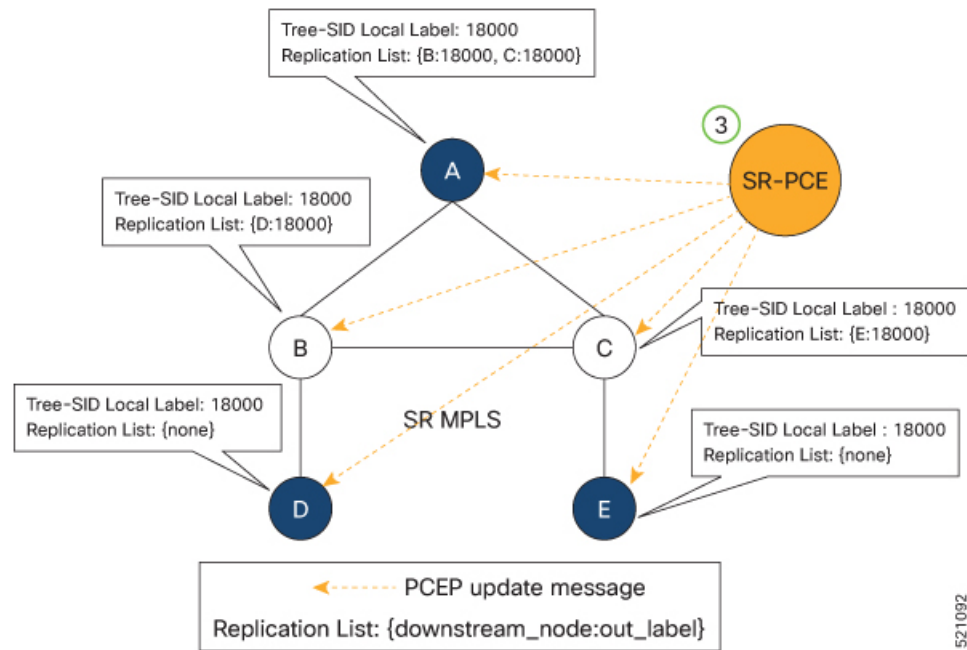 Tree-SID Local Label: 18000
Replication List: {B:18000, C:18000}
3
A
SR-PCE
Tree-SID Local Label: 18000
Replication List: {D:18000}
B
C
Tree-SID Local Label : 18000
Replication List: {E:18000}
Tree-SID Local Label: 18000
Replication List: {none}
SR MPLS
Tree-SID Local Label : 18000
Replication List: {none}
D
E
PCEP update message
Replication List: {downstream_node:out_label}
521092